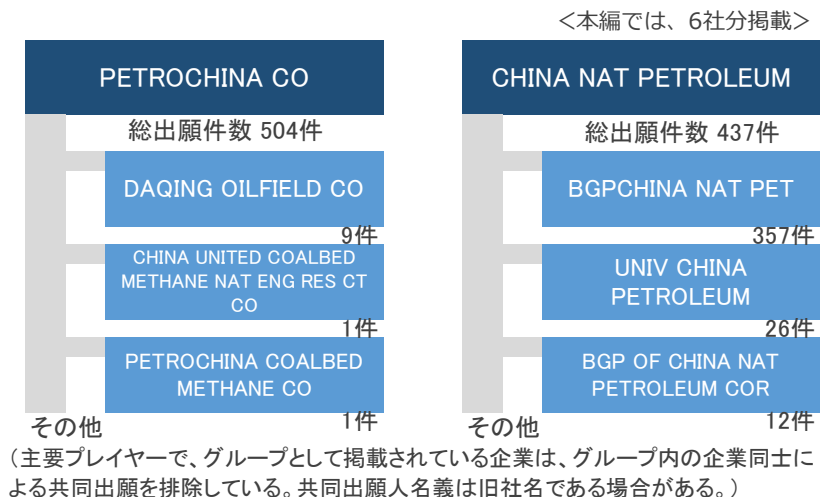 <本編では、6社分掲載>
PETROCHINA CO
総出願件数 504件
DAQING OILFIELD CO
9件
CHINA UNITED COALBED
METHANE NAT ENG RES CT
CO
1件
PETROCHINA COALBED
METHANE CO
1件
その他
CHINA NAT PETROLEUM
総出願件数 437件
BGPCHINA NAT PET
357件
UNIV CHINA
PETROLEUM
26件
BGP OF CHINA NAT
PETROLEUM COR
12件
その他
(主要プレイヤーで、グループとして掲載されている企業は、グループ内の企業同士に
よる共同出願を排除している。共同出願人名義は旧社名である場合がある。)